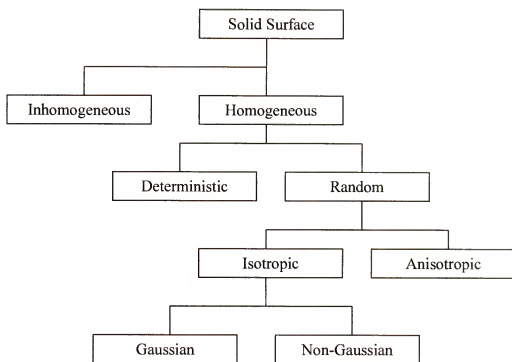 Solid Surface
Inhomogeneous
Homogeneous
Deterministic
Random
Isotropic
Anisotropic
Gaussian
Non-Gaussian